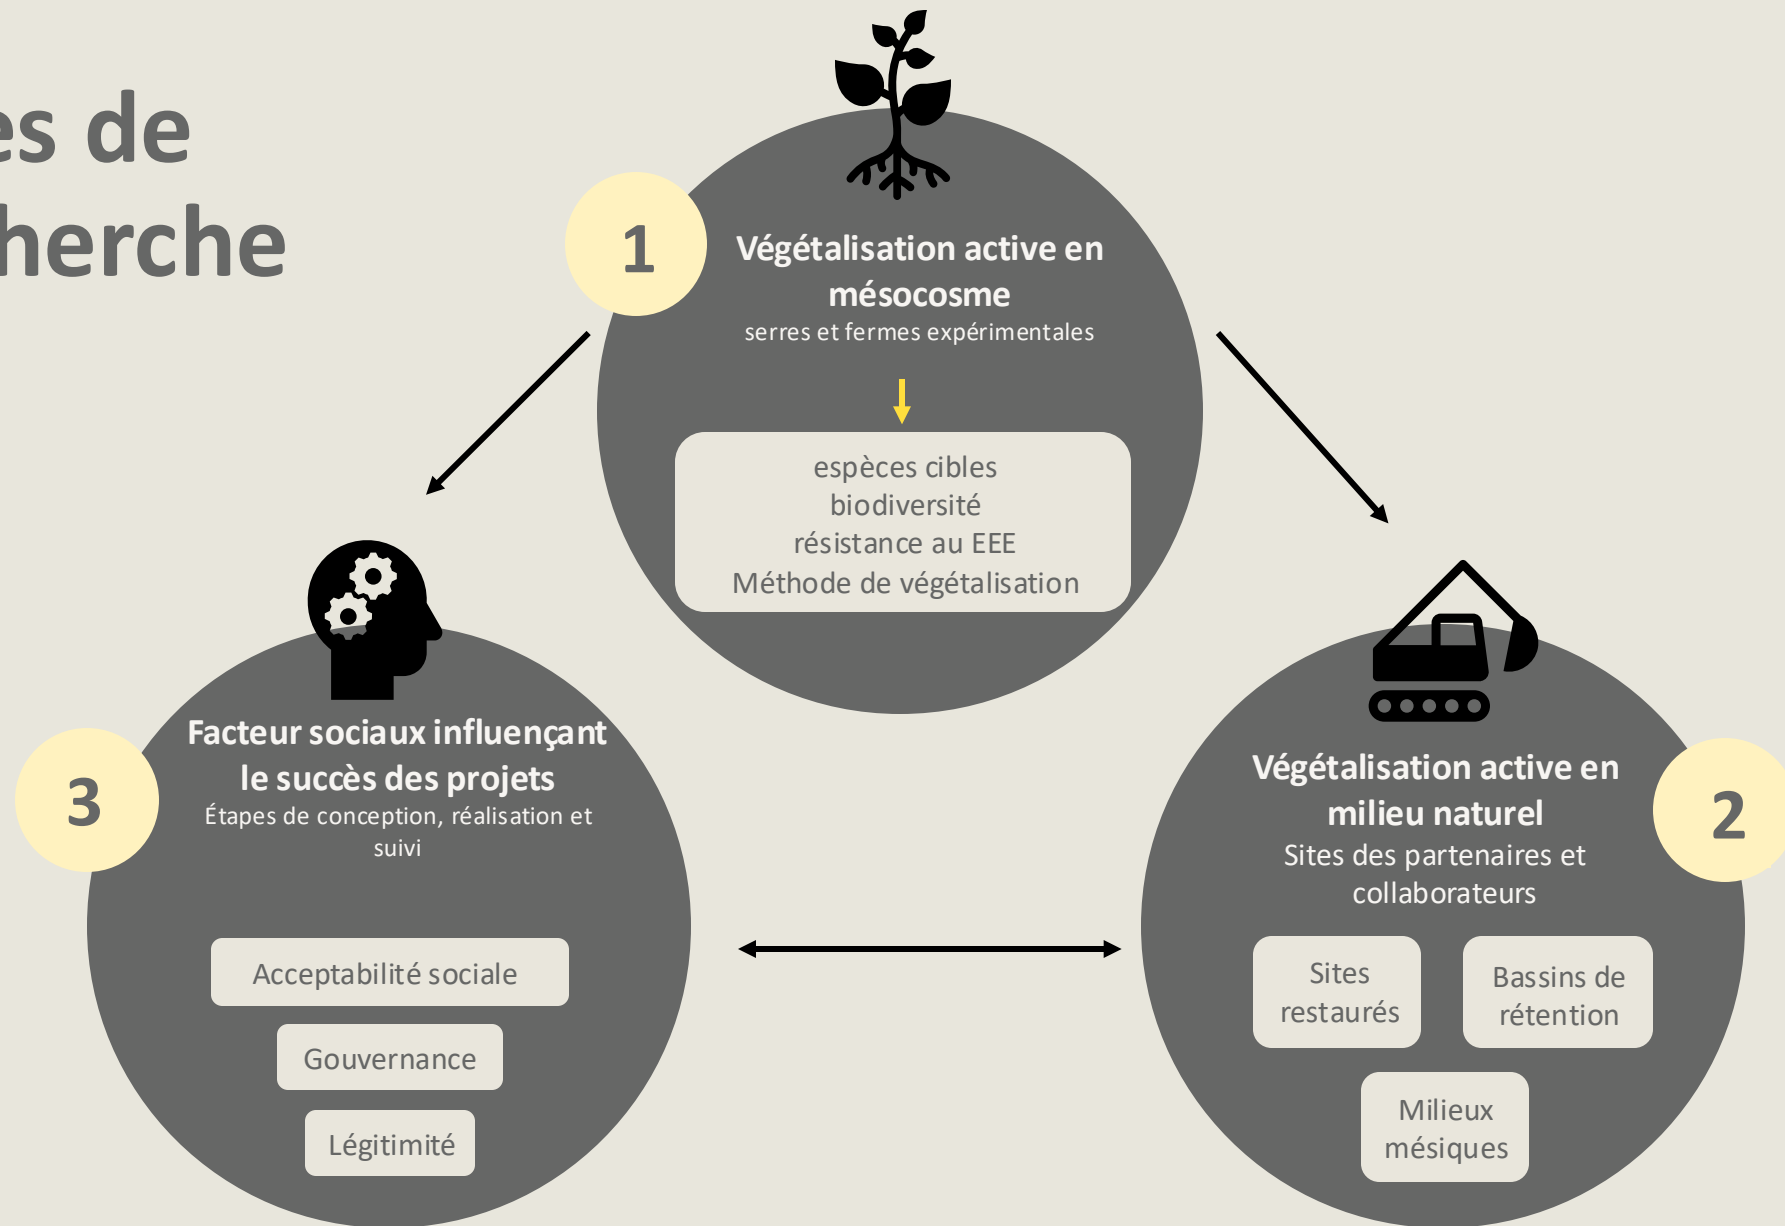 es de
cherche
1
Végétalisation active en
mésocosme
serres et fermes expérimentales
espèces cibles
biodiversité
résistance au EEE
Méthode de végétalisation
3
Facteur sociaux influençant
le succès des projets
Étapes de conception, réalisation et
suivi
Acceptabilité sociale
Gouvernance
Légitimité
2
Végétalisation active en
milieu naturel
Sites des partenaires et
collaborateurs
Sites
restaurés
Bassins de
rétention
Milieux
mésiques